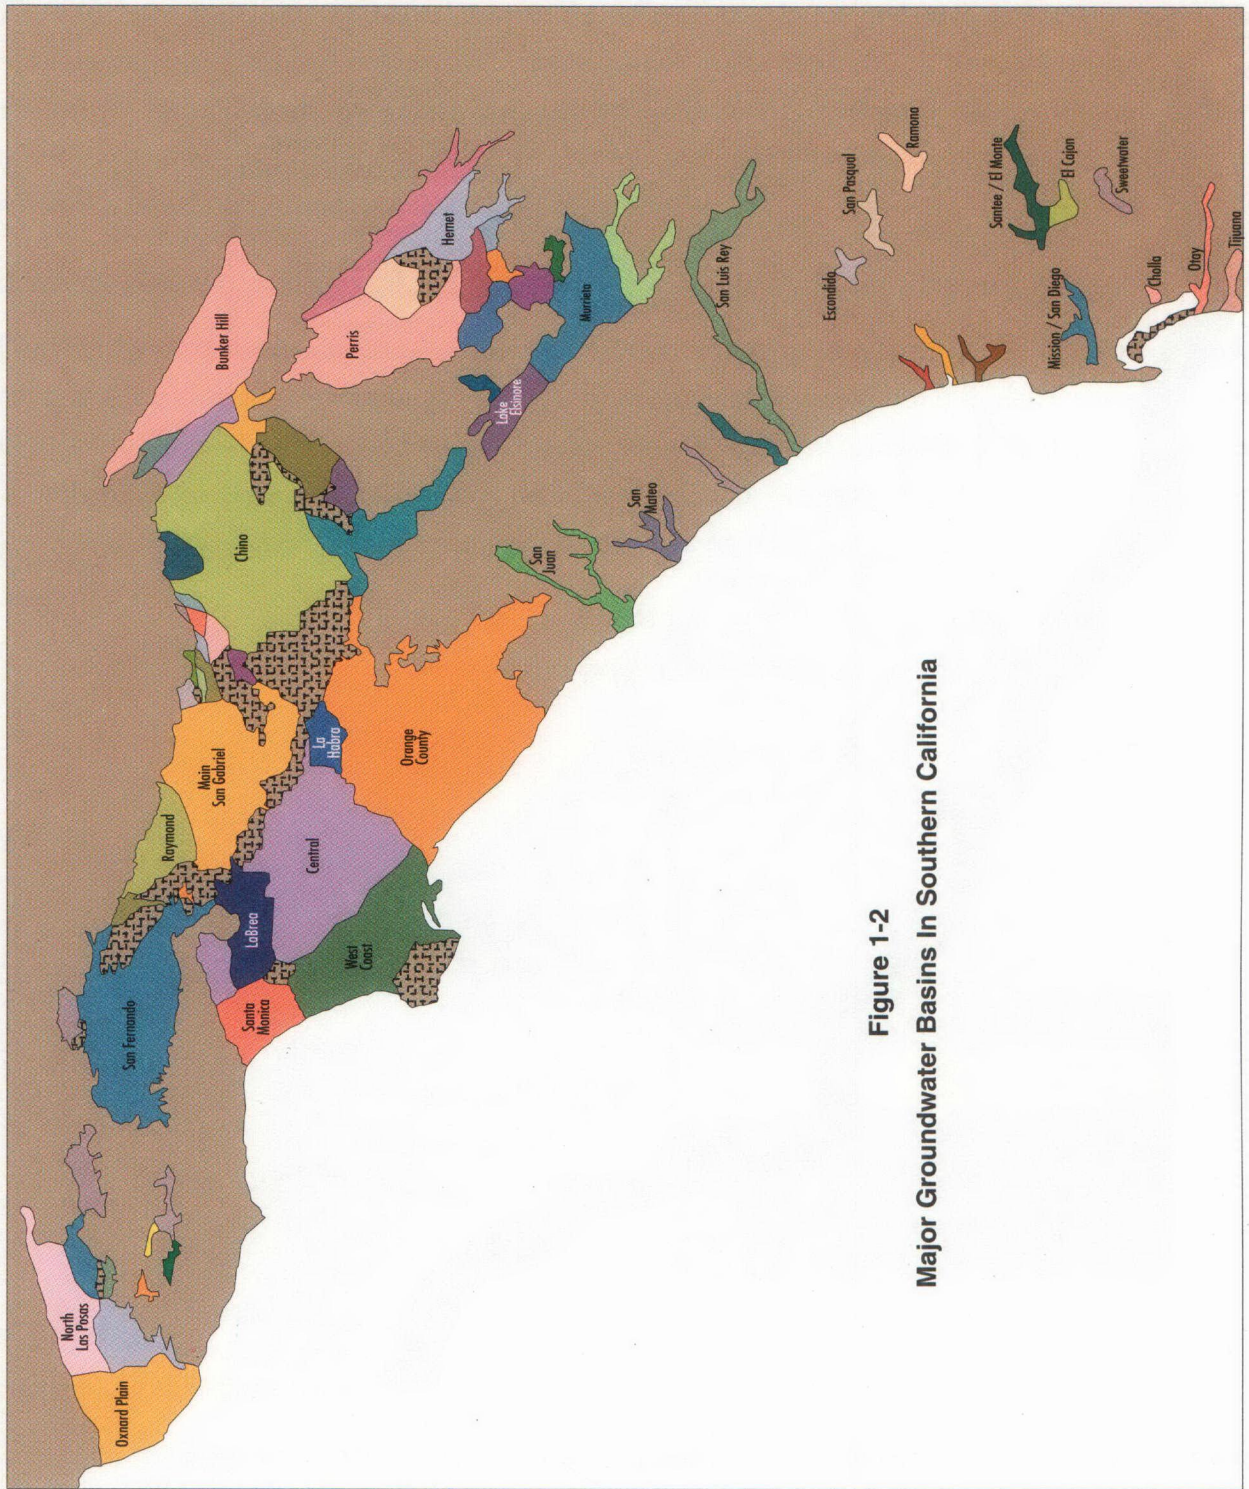 Oxnard Plain
North
Las Posas
San Fernando
Santa
Monica
LaBrea
West
Coast
Raymond
Central
Main
San Gabriel
La
Habra
Orange
County
Chino
San
Juan
San
Mateo
Bunker Hill
Perris
Hemet
Lake
Elsinore
Murrieta
San Luis Rey
Escondido
San Pasqual
Ramona
Santee / El Monte
El Cajon
Sweetwater
Mission / San Diego
Cholla
Otay
Tijuana
Figure 1-2
Major Groundwater Basins In Southern California